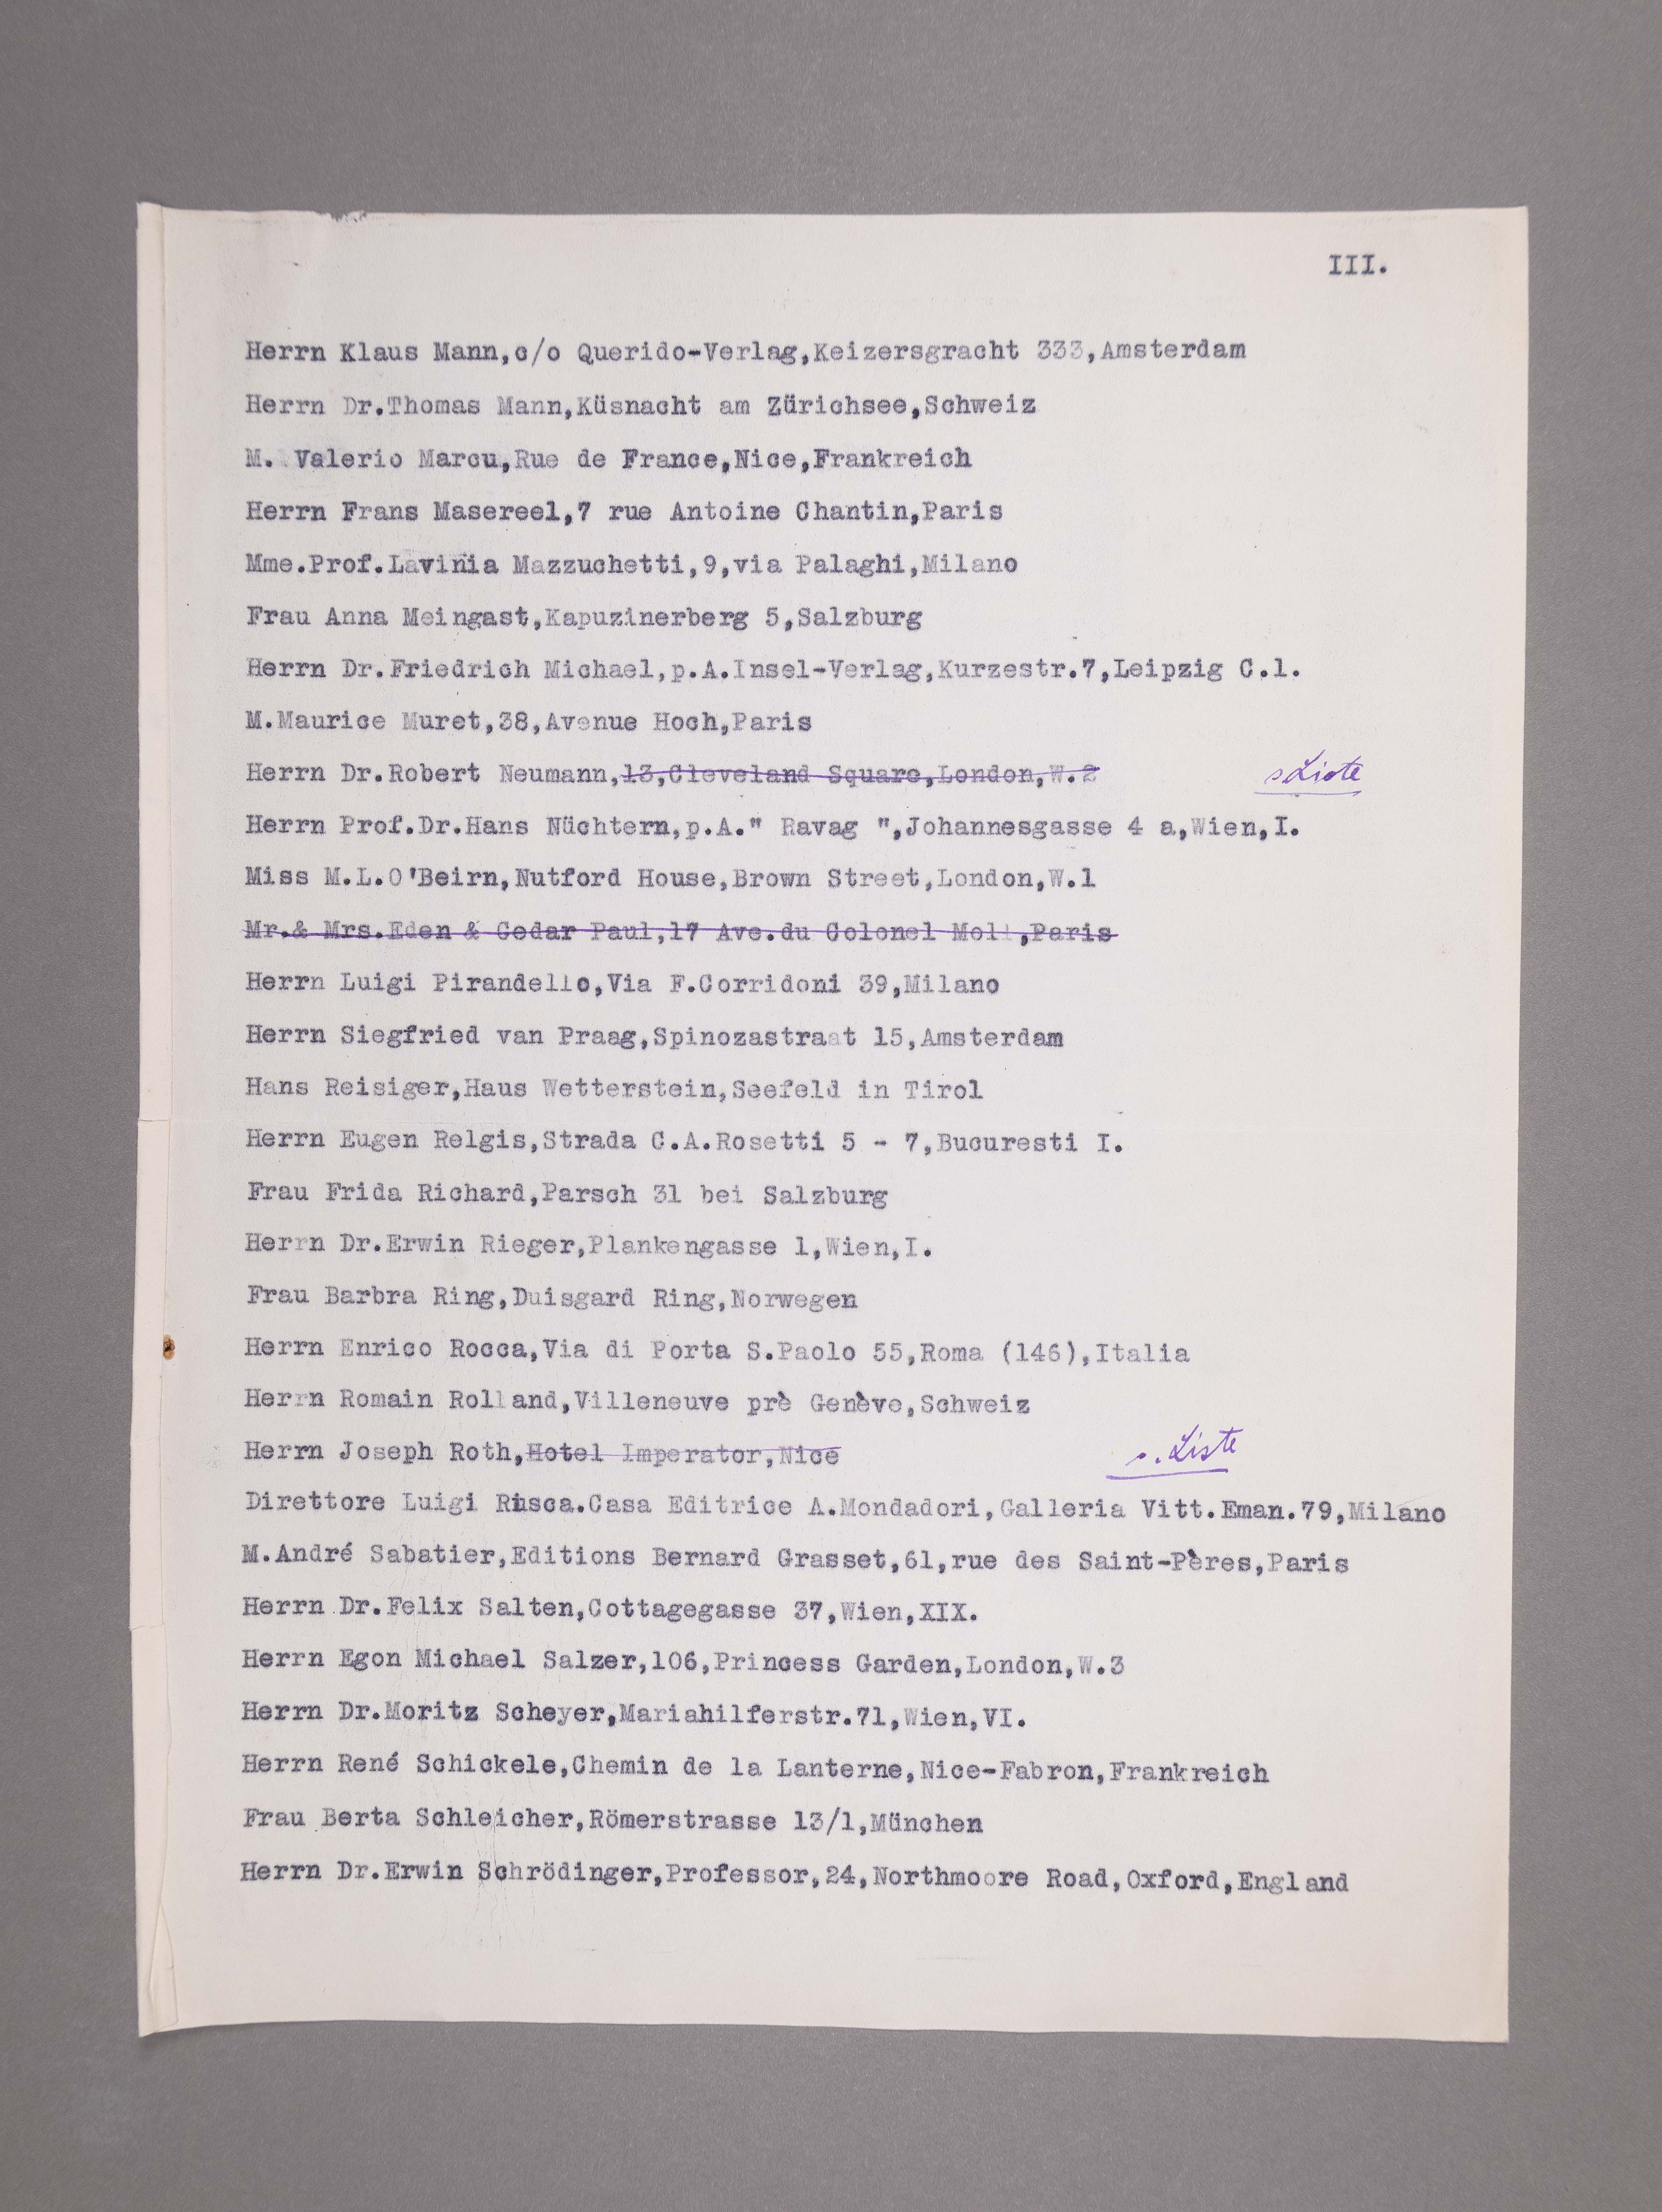 III.
Herrn Klaus Mann,c/o Querido-Verlag,Keizersgracht 333,Amsterdam
Herrn Dr.Thomas Mann,Küsnacht am Zürichsee,Schweiz
M. Valerio Marcu,Rue de France,Nice,Frankreich
Herrn Frans Masereel,7 rue Antoine Chantin,Paris
Mme.Prof.Lavinia Mazzuchetti,9,via Palaghi,Milano
Frau Anna Meingast,Kapuzinerberg 5,Salzburg
Herrn Dr.Friedrich Michael,p.A.Insel-Verlag,Kurzestr.7,Leipzig C.1.
M.Maurice Muret,38,Avenue Hoch,Paris
Herrn Dr.Robert Neumann,13,Cleveland Square,London,W.2 s Liste
Herrn Prof.Dr.Hans Nüchtern,p.A." Ravag ",Johannesgasse 4 a,Wien,I.
Miss M.L.O'Beirn,Nutford House,Brown Street,London,W.1
Mr.& Mrs.Eden & Cedar Paul,17 Ave.du Colonel Moll,Paris
Herrn Luigi Pirandello,Via F.Corridoni 39,Milano
Herrn Siegfried van Praag,Spinozastraat 15,Amsterdam
Hans Reisiger,Haus Wetterstein,Seefeld in Tirol
Herrn Eugen Relgis,Strada C.A.Rosetti 5 - 7,Bucuresti I.
Frau Frida Richard,Parsch 31 bei Salzburg
Herrn Dr.Erwin Rieger,Plankengasse 1,Wien,I.
Frau Barbra Ring,Duisgard Ring,Norwegen
Herrn Enrico Rocca,Via di Porta S.Paolo 55,Roma (146),Italia
Herrn Romain Rolland,Villeneuve prè Genève,Schweiz
Herrn Joseph Roth,Hotel Imperator,Nice s. Liste
Direttore Luigi Rusca.Casa Editrice A.Mondadori,Galleria Vitt.Eman.79,Milano
M.André Sabatier,Editions Bernard Grasset,61,rue des Saint-Pères,Paris
Herrn Dr.Felix Salten,Cottagegasse 37,Wien,XIX.
Herrn Egon Michael Salzer,106,Princess Garden,London,W.3
Herrn Dr.Moritz Scheyer,Mariahilferstr.71,Wien,VI.
Herrn René Schickele,Chemin de la Lanterne,Nice-Fabron,Frankreich
Frau Berta Schleicher,Römerstrasse 13/1,München
Herrn Dr.Erwin Schrödinger,Professor,24,Northmoore Road,Oxford,England